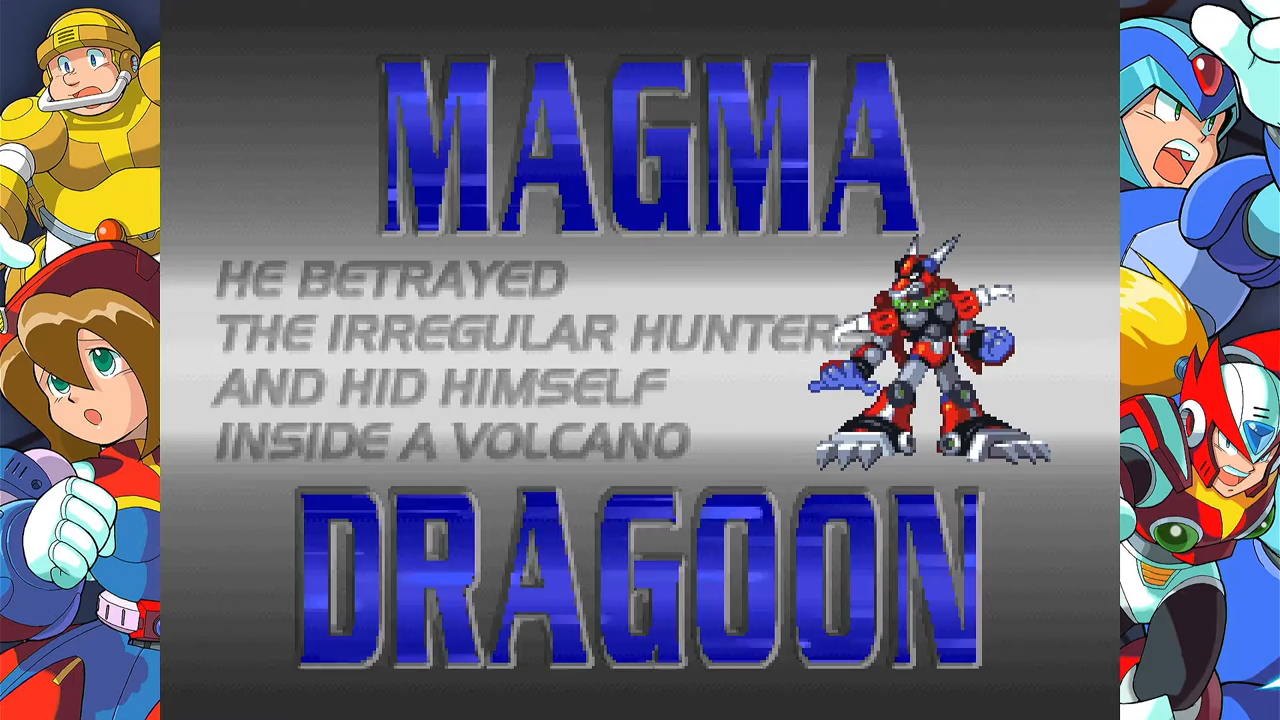 MAGMA
HE BETRAYED
THE IRREGULAR HUNTERS
AND HID HIMSELF
INSIDE A VOLCANO
DRAGOON